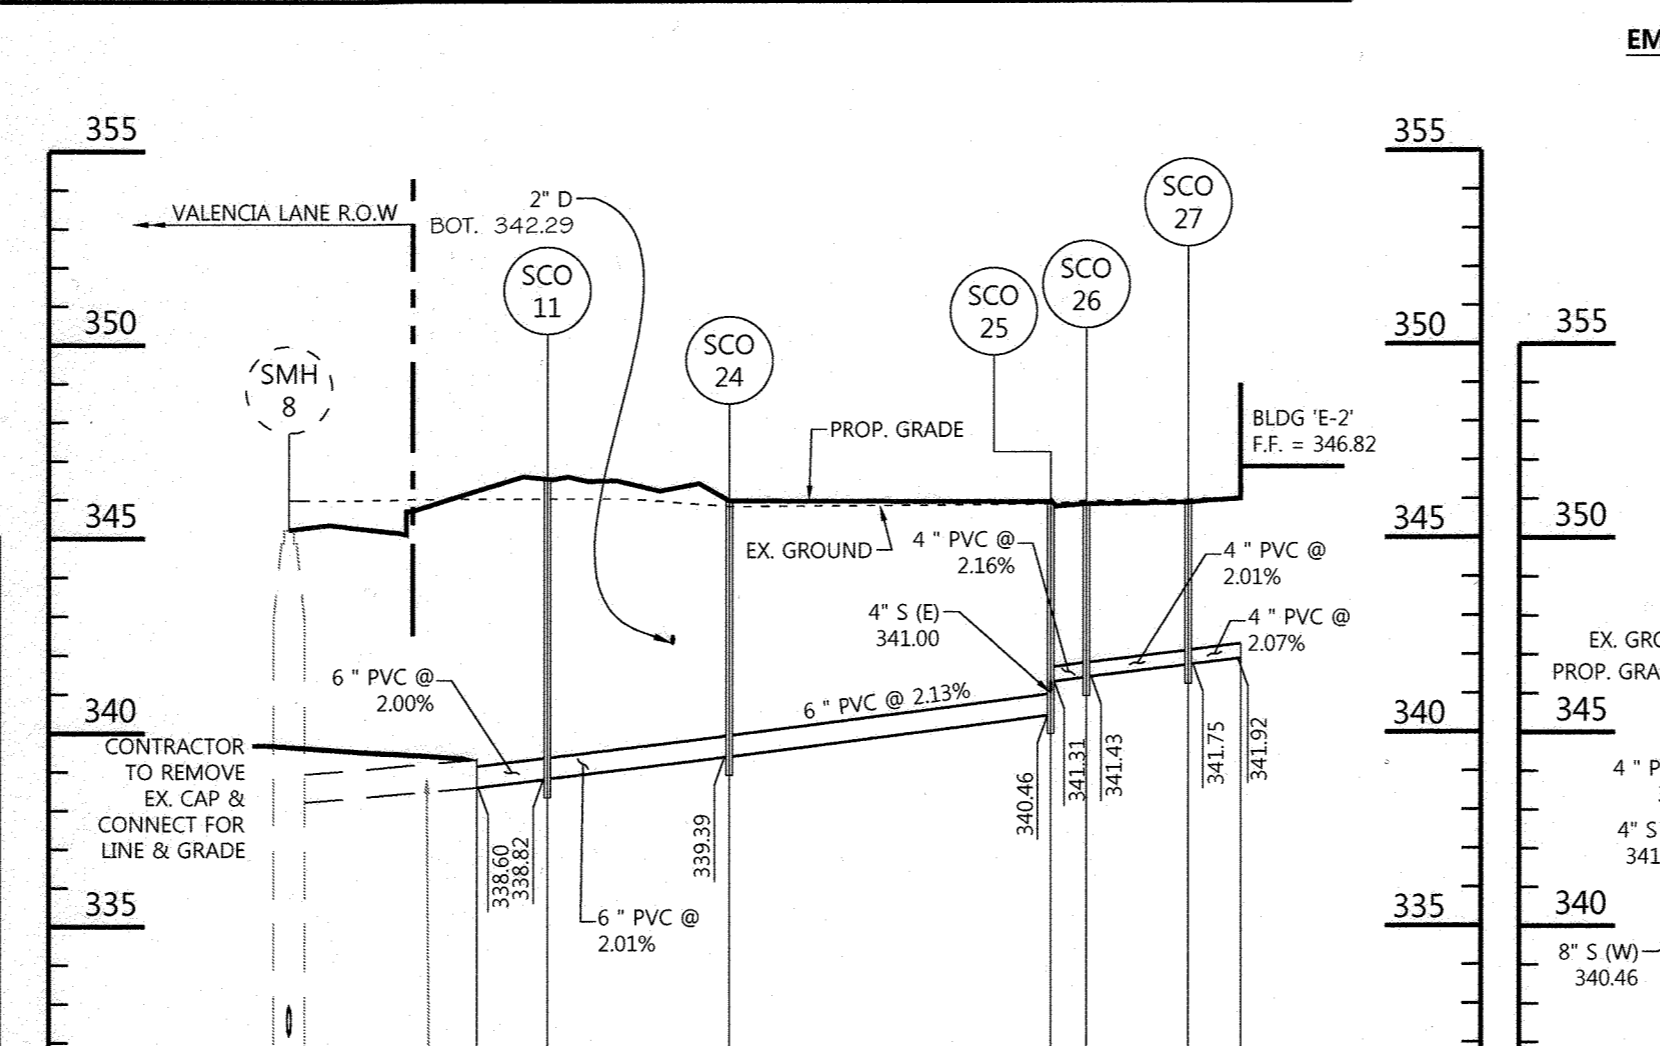 EM
355
355
VALENCIA LANE R.O.W
2" D
BOT. 342.29
SCO
27
SCO
11
SCO
26
SCO
25
350
350
355
SCO
24
SMH
8
PROP. GRADE
BLDG 'E-2'
F.F. = 346.82
345
345
350
EX. GROUND
4 " PVC @
2.16%
4 " PVC @
2.01%
4" S (E)
341.00
4 " PVC @
2.07%
6 " PVC @
2.00%
6 " PVC @ 2.13%
EX. GRO
PROP. GRA
340
340
345
CONTRACTOR
TO REMOVE
EX. CAP &
CONNECT FOR
LINE & GRADE
338.60
338.82
339.39
340.46
341.31
341.43
341.75
341.92
4 " P
4" S
341
335
335
340
6 " PVC @
2.01%
8" S (W)
340.46